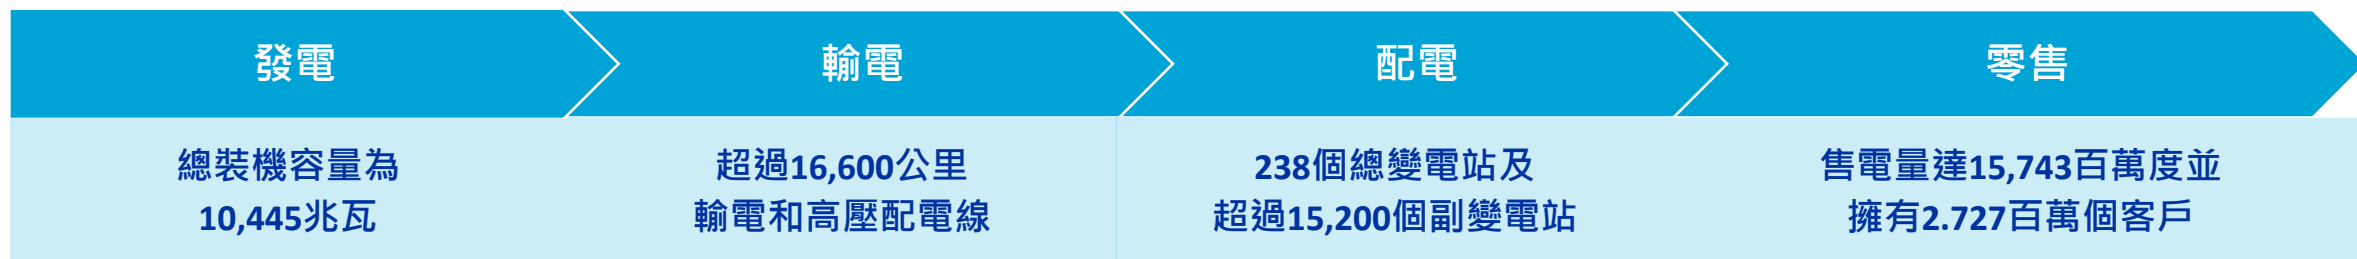 發電
輸電
配電
零售
總裝機容量為
10,445兆瓦
超過16,600公里
輸電和高壓配電線
238個總變電站及
超過15,200個副變電站
售電量達15,743百萬度並
擁有2.727百萬個客戶